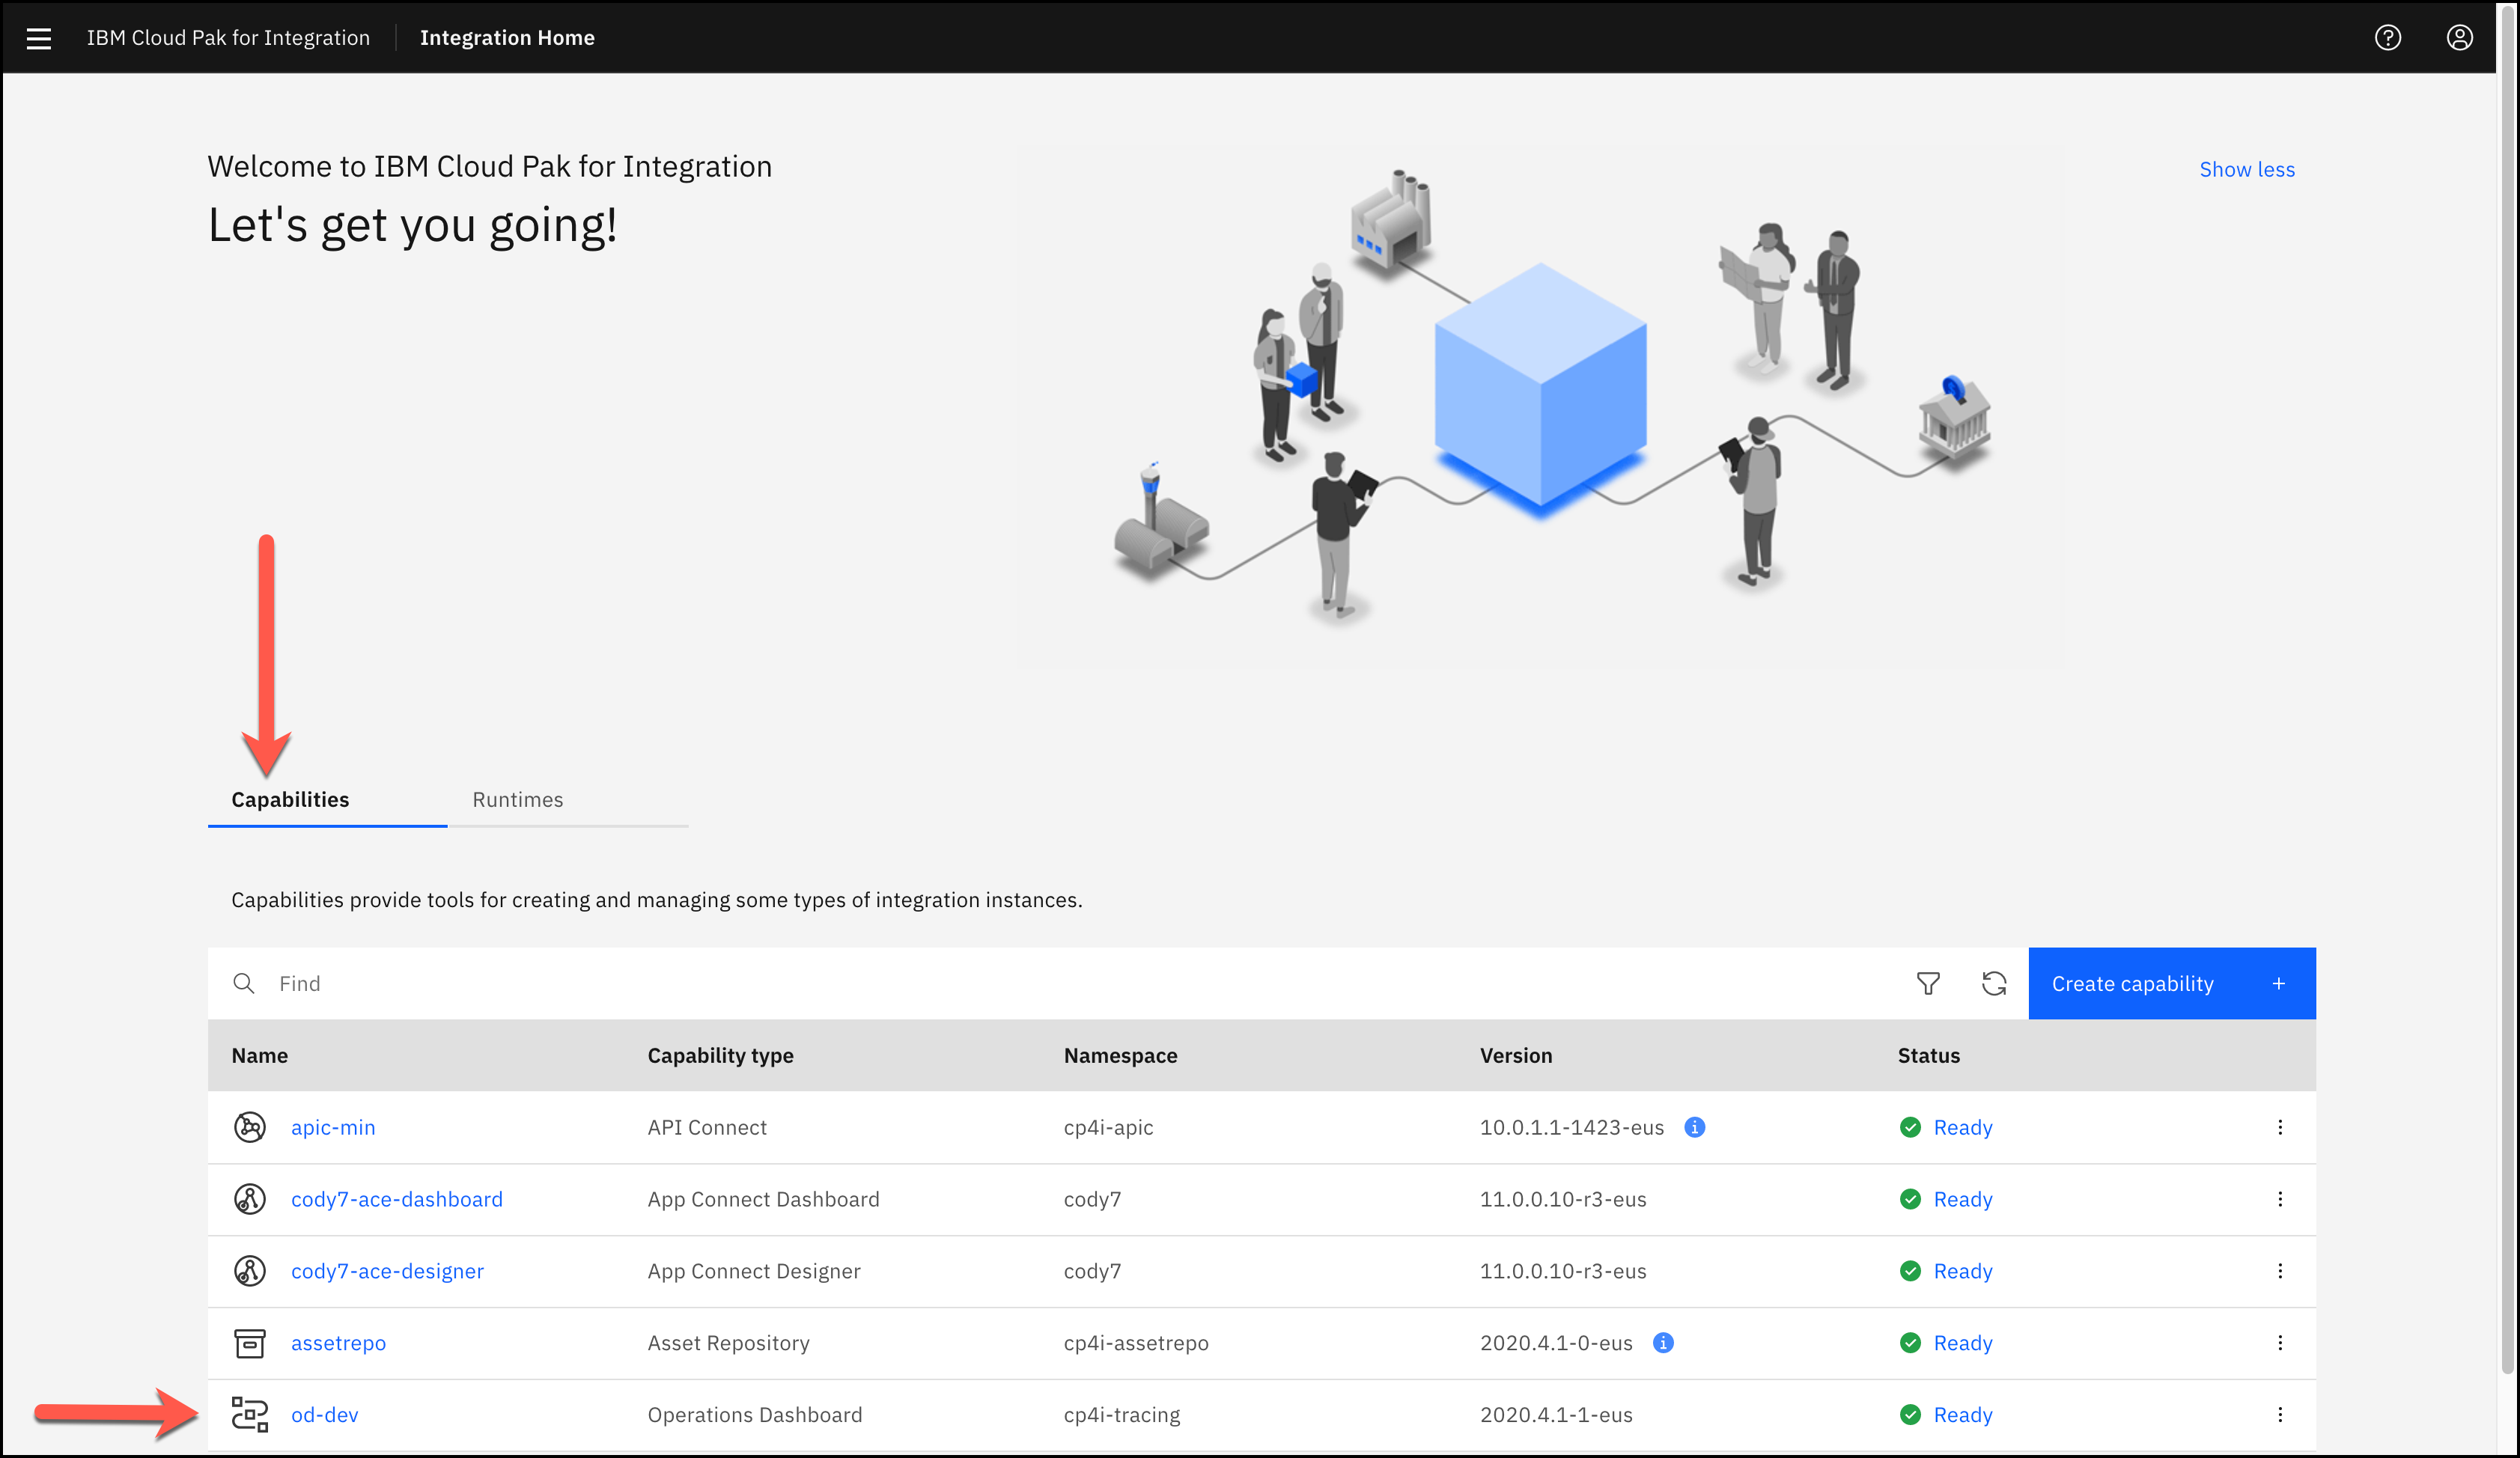 IBM Cloud Pak for Integration Integration Home
Welcome to IBM Cloud Pak for Integration
Show less
Let's get you going!
Capabilities Runtimes
Capabilities provide tools for creating and managing some types of integration instances.
Find Create capability +
Name Capability type Namespace Version Status
apic-min API Connect cp4i-apic 10.0.1.1-1423-eus Ready
cody7-ace-dashboard App Connect Dashboard cody7 11.0.0.10-r3-eus Ready
cody7-ace-designer App Connect Designer cody7 11.0.0.10-r3-eus Ready
assetrepo Asset Repository cp4i-assetrepo 2020.4.1-0-eus Ready
od-dev Operations Dashboard cp4i-tracing 2020.4.1-1-eus Ready